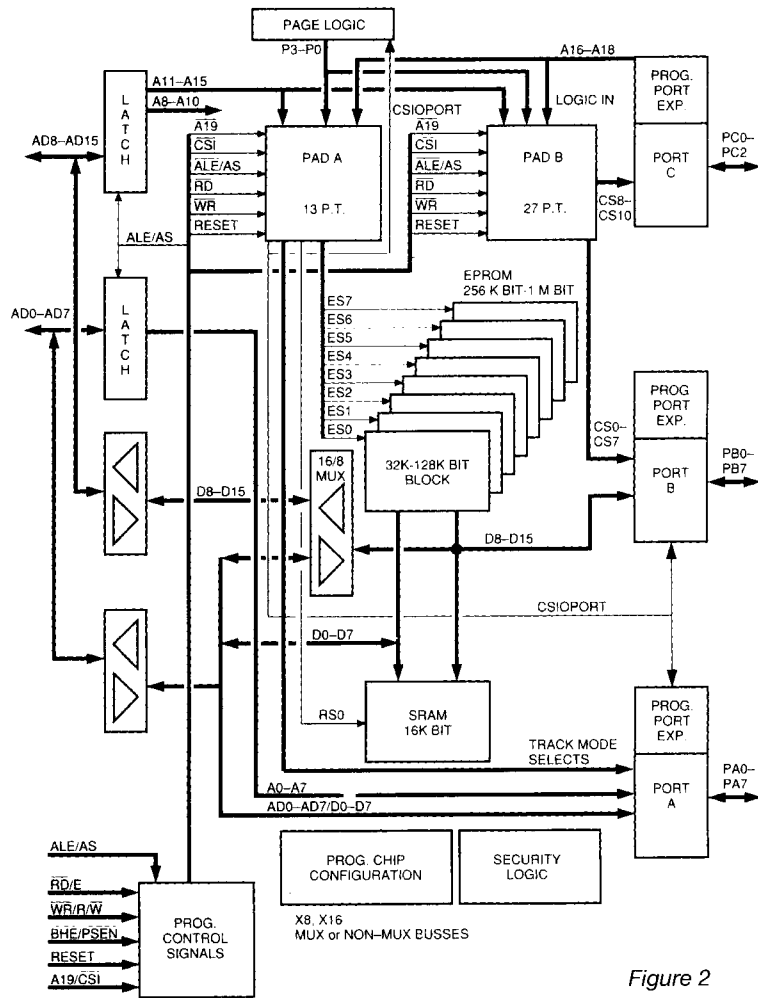 PAGE LOGIC
P3–P0
A16–A18
A11–A15
A8–A10
LATCH
AD8–AD15
CSIOPORT
LOGIC IN
PROG. PORT EXP.
PORT C
PC0–PC2
A19
CSI
ALE/AS
RD
WR
RESET
PAD A
13 P.T.
A19
CSI
ALE/AS
RD
WR
RESET
PAD B
27 P.T.
CS8–CS10
ALE/AS
AD0–AD7
LATCH
EPROM
256 K BIT-1 M BIT
ES7
ES6
ES5
ES4
ES3
ES2
ES1
ES0
32K-128K BIT
BLOCK
16/8
MUX
D8–D15
D8–D15
CS0–CS7
PROG. PORT EXP.
PORT B
PB0–PB7
CSIOPORT
D0–D7
RS0
SRAM
16K BIT
TRACK MODE
SELECTS
PROG. PORT EXP.
PORT A
PA0–PA7
A0–A7
AD0–AD7/D0–D7
PROG. CHIP
CONFIGURATION
SECURITY
LOGIC
X8, X16
MUX or NON–MUX BUSSES
ALE/AS
RD/E
WR/R/W
BHE/PSEN
RESET
A19/CSI
PROG.
CONTROL
SIGNALS
Figure 2